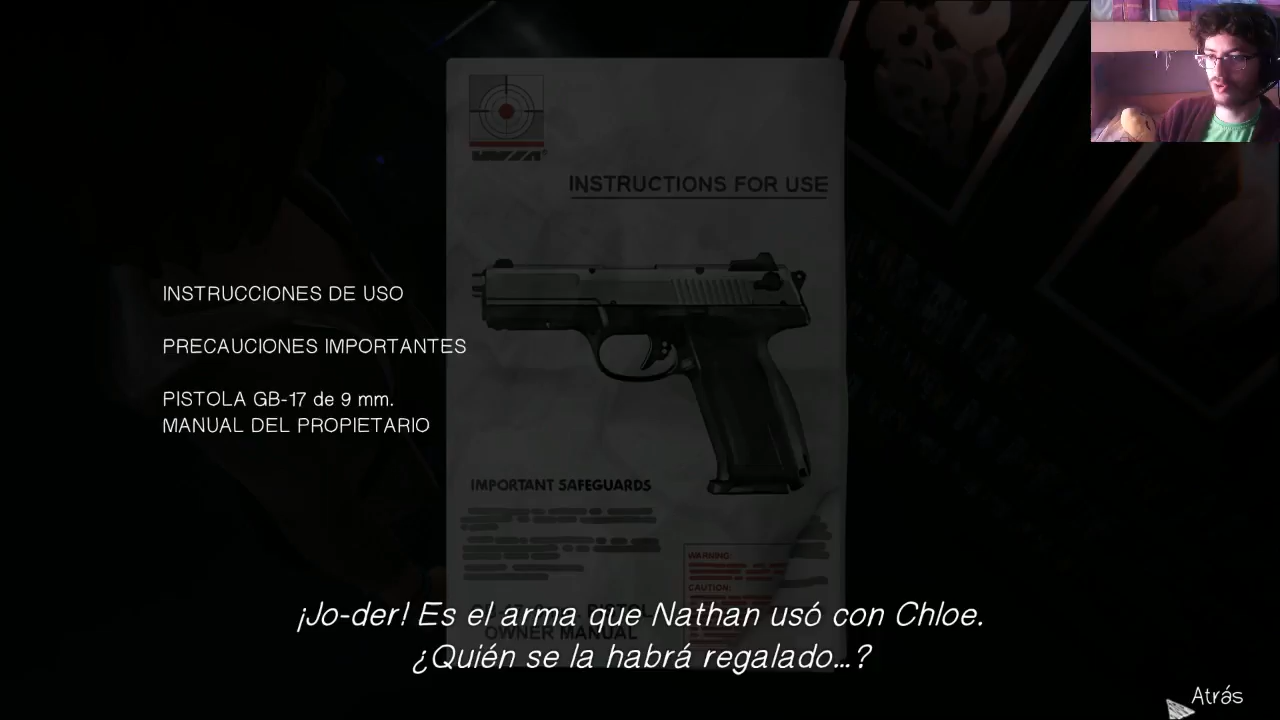 INSTRUCTIONS FOR USE
INSTRUCCIONES DE USO
PRECAUCIONES IMPORTANTES
PISTOLA GB-17 de 9 mm.
MANUAL DEL PROPIETARIO
IMPORTANT SAFEGUARDS
WARNING:
CAUTION:
¡Jo-der! Es el arma que Nathan usó con Chloe.
OWNER MANUAL
¿Quién se la habrá regalado...?
Atrás